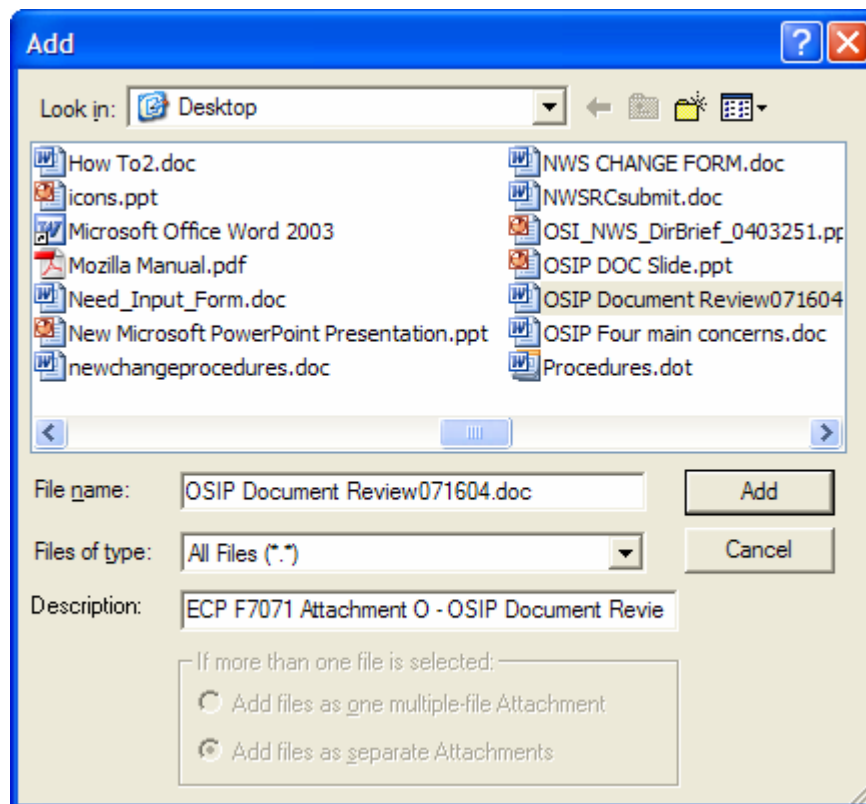 Add
Look in: Desktop
How To2.doc
icons.ppt
Microsoft Office Word 2003
Mozilla Manual.pdf
Need_Input_Form.doc
New Microsoft PowerPoint Presentation.ppt
newchangeprocedures.doc
NWS CHANGE FORM.doc
NWSRCsubmit.doc
OSI_NWS_DirBrief_0403251.pp
OSIP DOC Slide.ppt
OSIP Document Review071604
OSIP Four main concerns.doc
Procedures.dot
File name: OSIP Document Review071604.doc Add
Files of type: All Files (*.*) Cancel
Description: ECP F7071 Attachment O - OSIP Document Revie
If more than one file is selected:
Add files as one multiple-file Attachment
Add files as separate Attachments